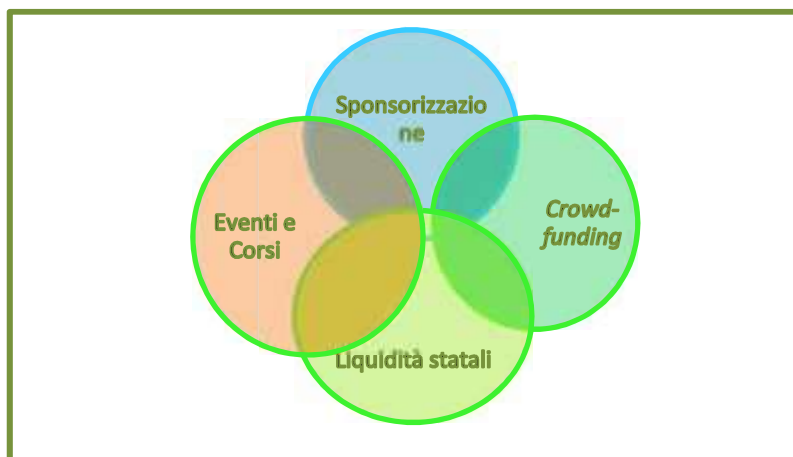 Sponsorizzazio
ne
Eventi e
Corsi
Crowd-
funding
Liquidità statali